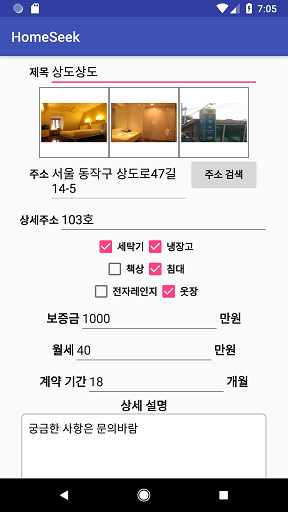 7:05
HomeSeek
제목 상도상도
주소 서울 동작구 상도로47길
14-5
주소 검색
상세주소 103호
세탁기 냉장고
책상 침대
전자레인지 옷장
보증금 1000 만원
월세 40 만원
계약 기간 18 개월
상세 설명
궁금한 사항은 문의바람